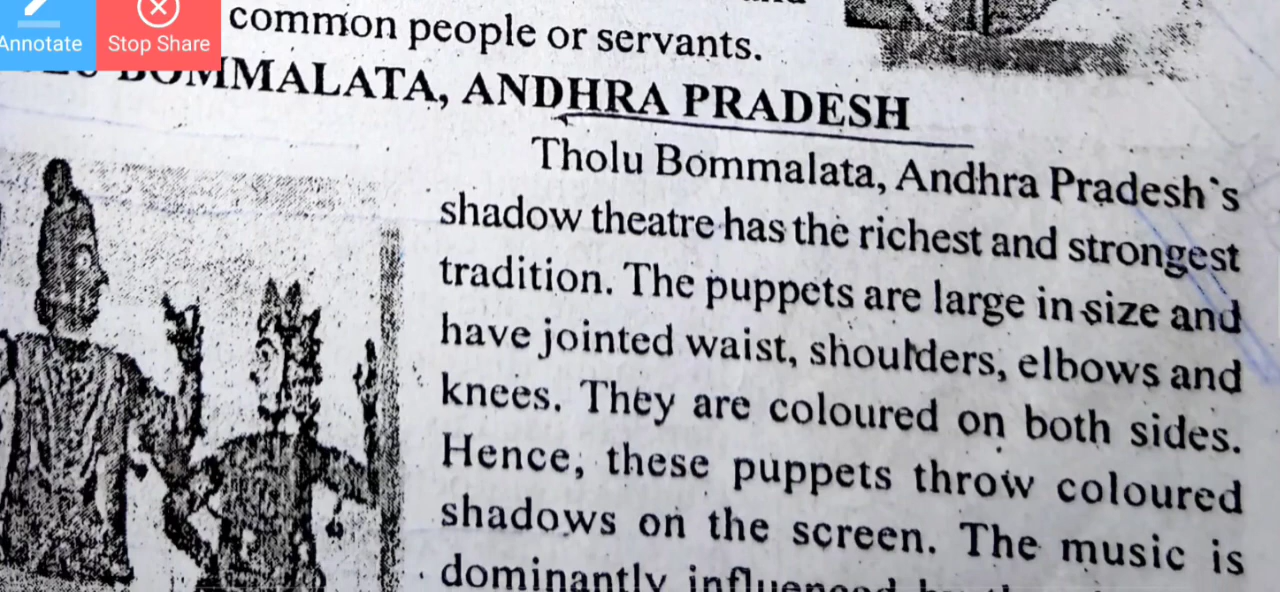 Annotate
Stop Share
common people or servants.
BOMMALATA, ANDHRA PRADESH
Tholu Bommalata, Andhra Pradesh's
shadow theatre has the richest and strongest
tradition. The puppets are large in size and
have jointed waist, shoulders, elbows and
knees. They are coloured on both sides.
Hence, these puppets throw coloured
shadows on the screen. The music is
dominantly influenced